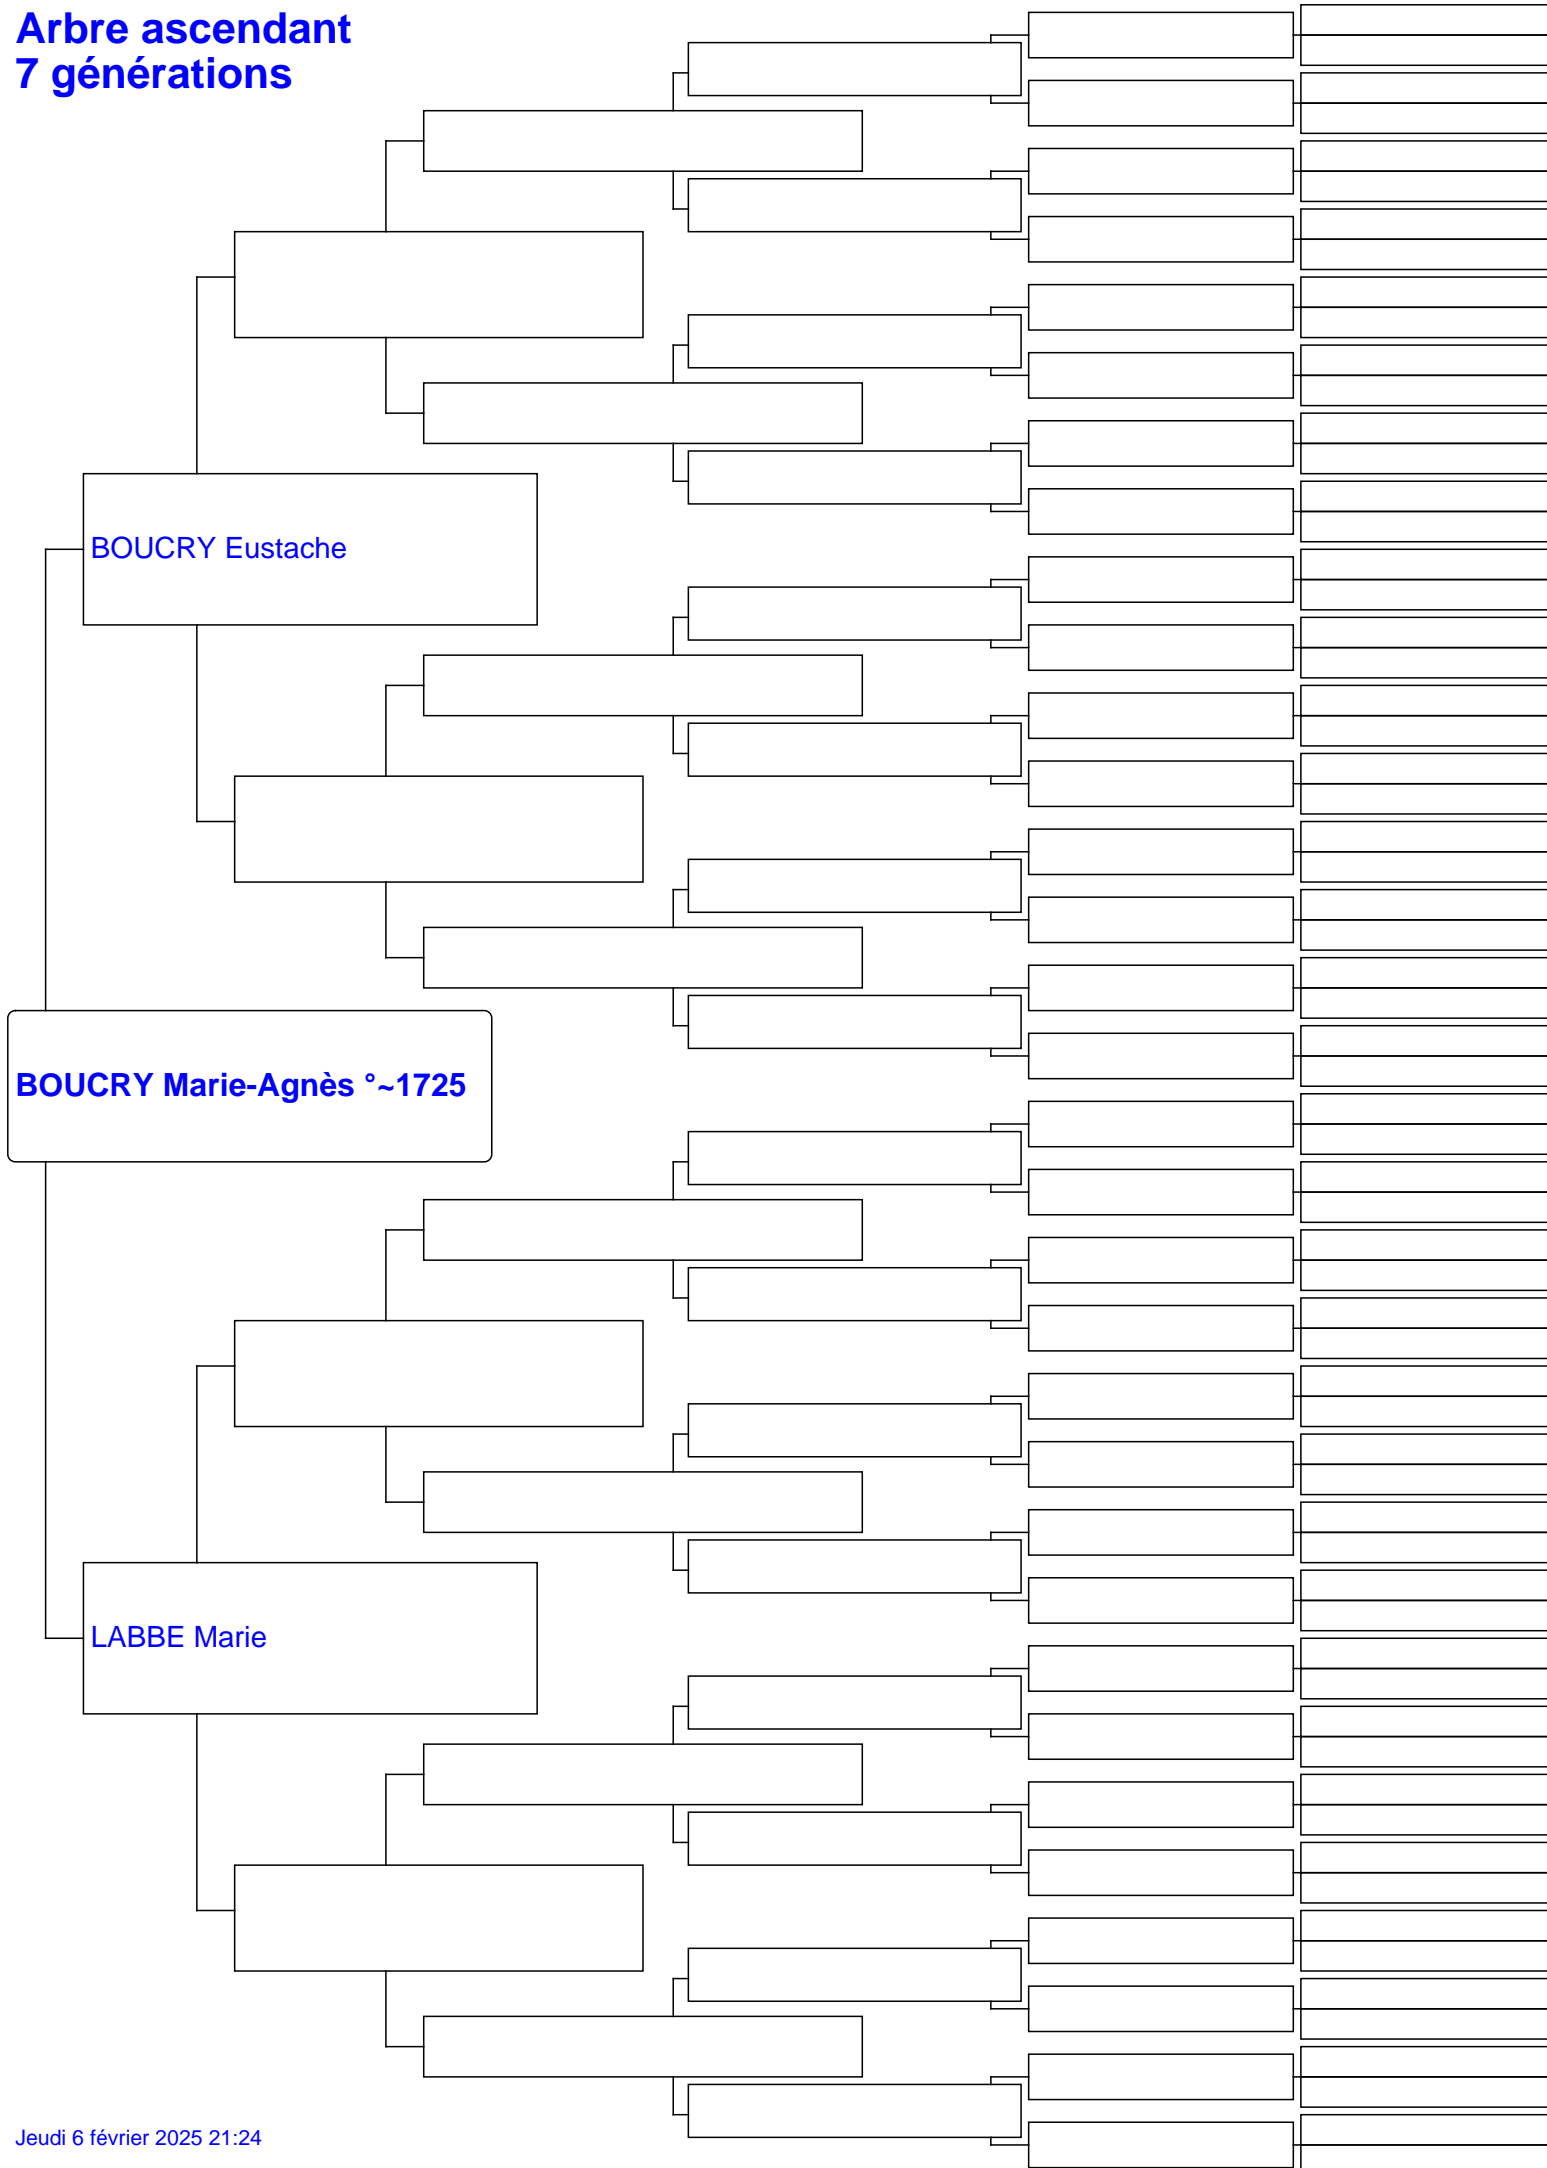 Arbre ascendant
7 générations
BOUCRY Eustache
BOUCRY Marie-Agnès °~1725
LABBE Marie
Jeudi 6 février 2025 21:24